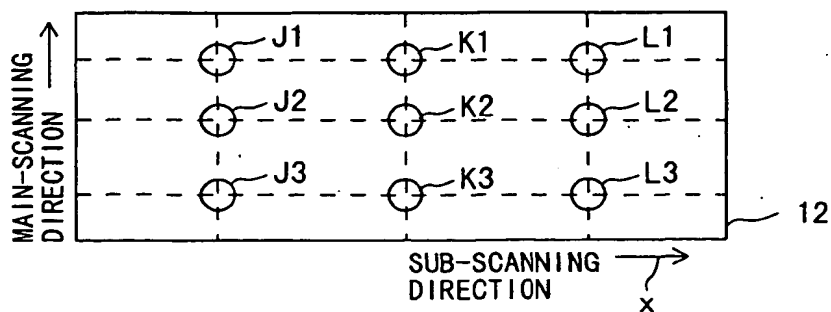 MAIN-SCANNING
DIRECTION
J1 K1 L1
J2 K2 L2
J3 K3 L3
12
SUB-SCANNING
DIRECTION
x